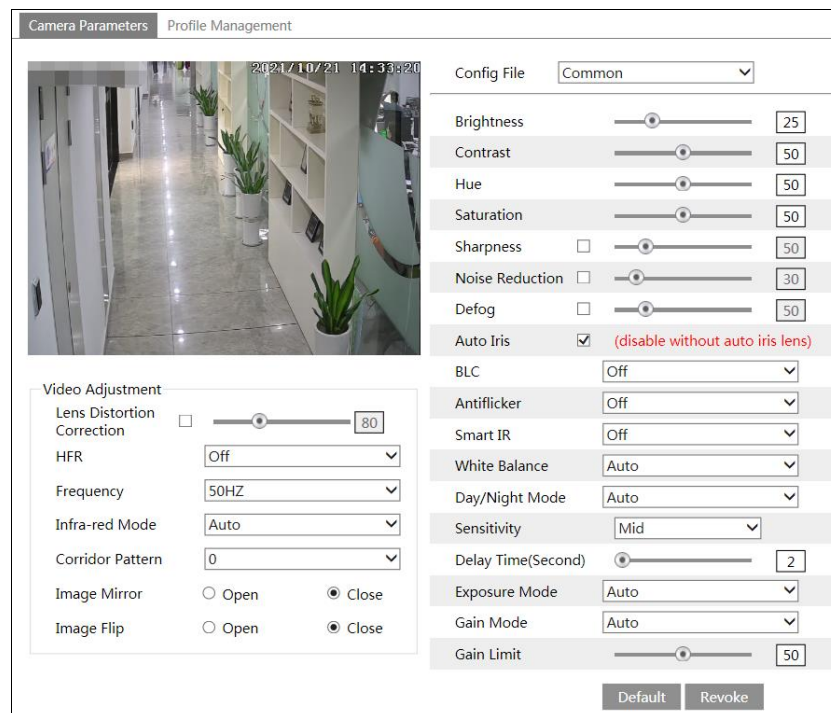 Camera Parameters Profile Management
2021/10/21 14:33:20
Config File Common
Brightness 25
Contrast 50
Hue 50
Saturation 50
Sharpness 50
Noise Reduction 30
Defog 50
Auto Iris (disable without auto iris lens)
BLC Off
Antiflicker Off
Smart IR Off
White Balance Auto
Day/Night Mode Auto
Sensitivity Mid
Delay Time(Second) 2
Exposure Mode Auto
Gain Mode Auto
Gain Limit 50
Default Revoke
Video Adjustment
Lens Distortion
Correction 80
HFR Off
Frequency 50HZ
Infra-red Mode Auto
Corridor Pattern 0
Image Mirror Open Close
Image Flip Open Close